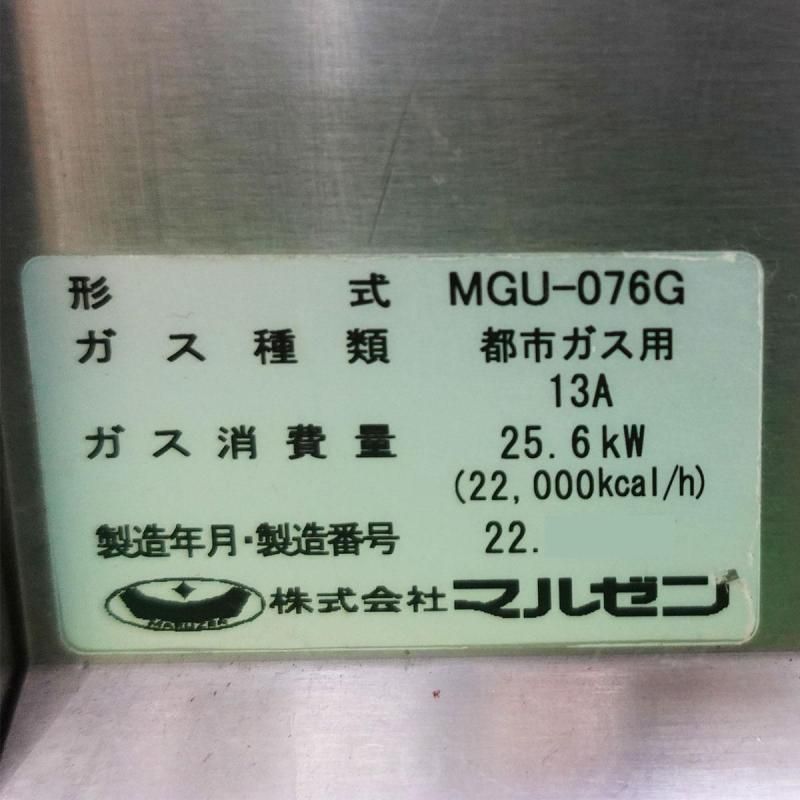 形式 MGU-076G
ガス種類 都市ガス用
13A
ガス消費量 25.6kW
(22,000kcal/h)
製造年月・製造番号 22.
MARUZEN 株式会社マルゼン